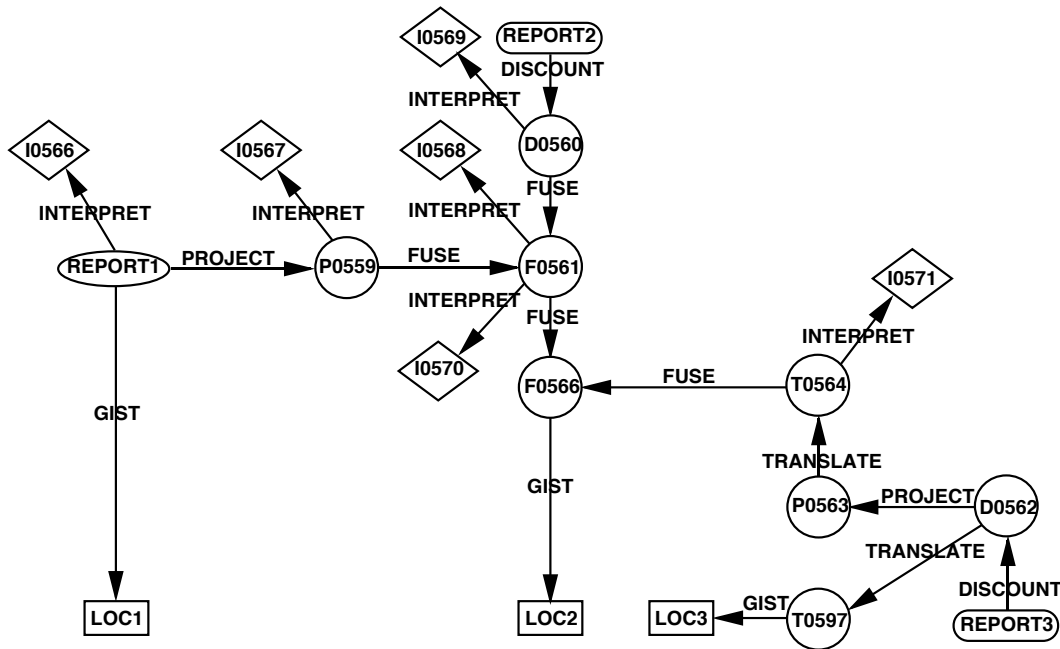 I0569
REPORT2
DISCOUNT
INTERPRET
D0560
I0566
I0567
I0568
FUSE
INTERPRET
INTERPRET
INTERPRET
REPORT1
PROJECT
P0559
FUSE
F0561
I0571
INTERPRET
FUSE
INTERPRET
I0570
F0566
FUSE
T0564
GIST
TRANSLATE
GIST
P0563
PROJECT
D0562
TRANSLATE
DISCOUNT
LOC1
LOC2
LOC3
GIST
T0597
REPORT3